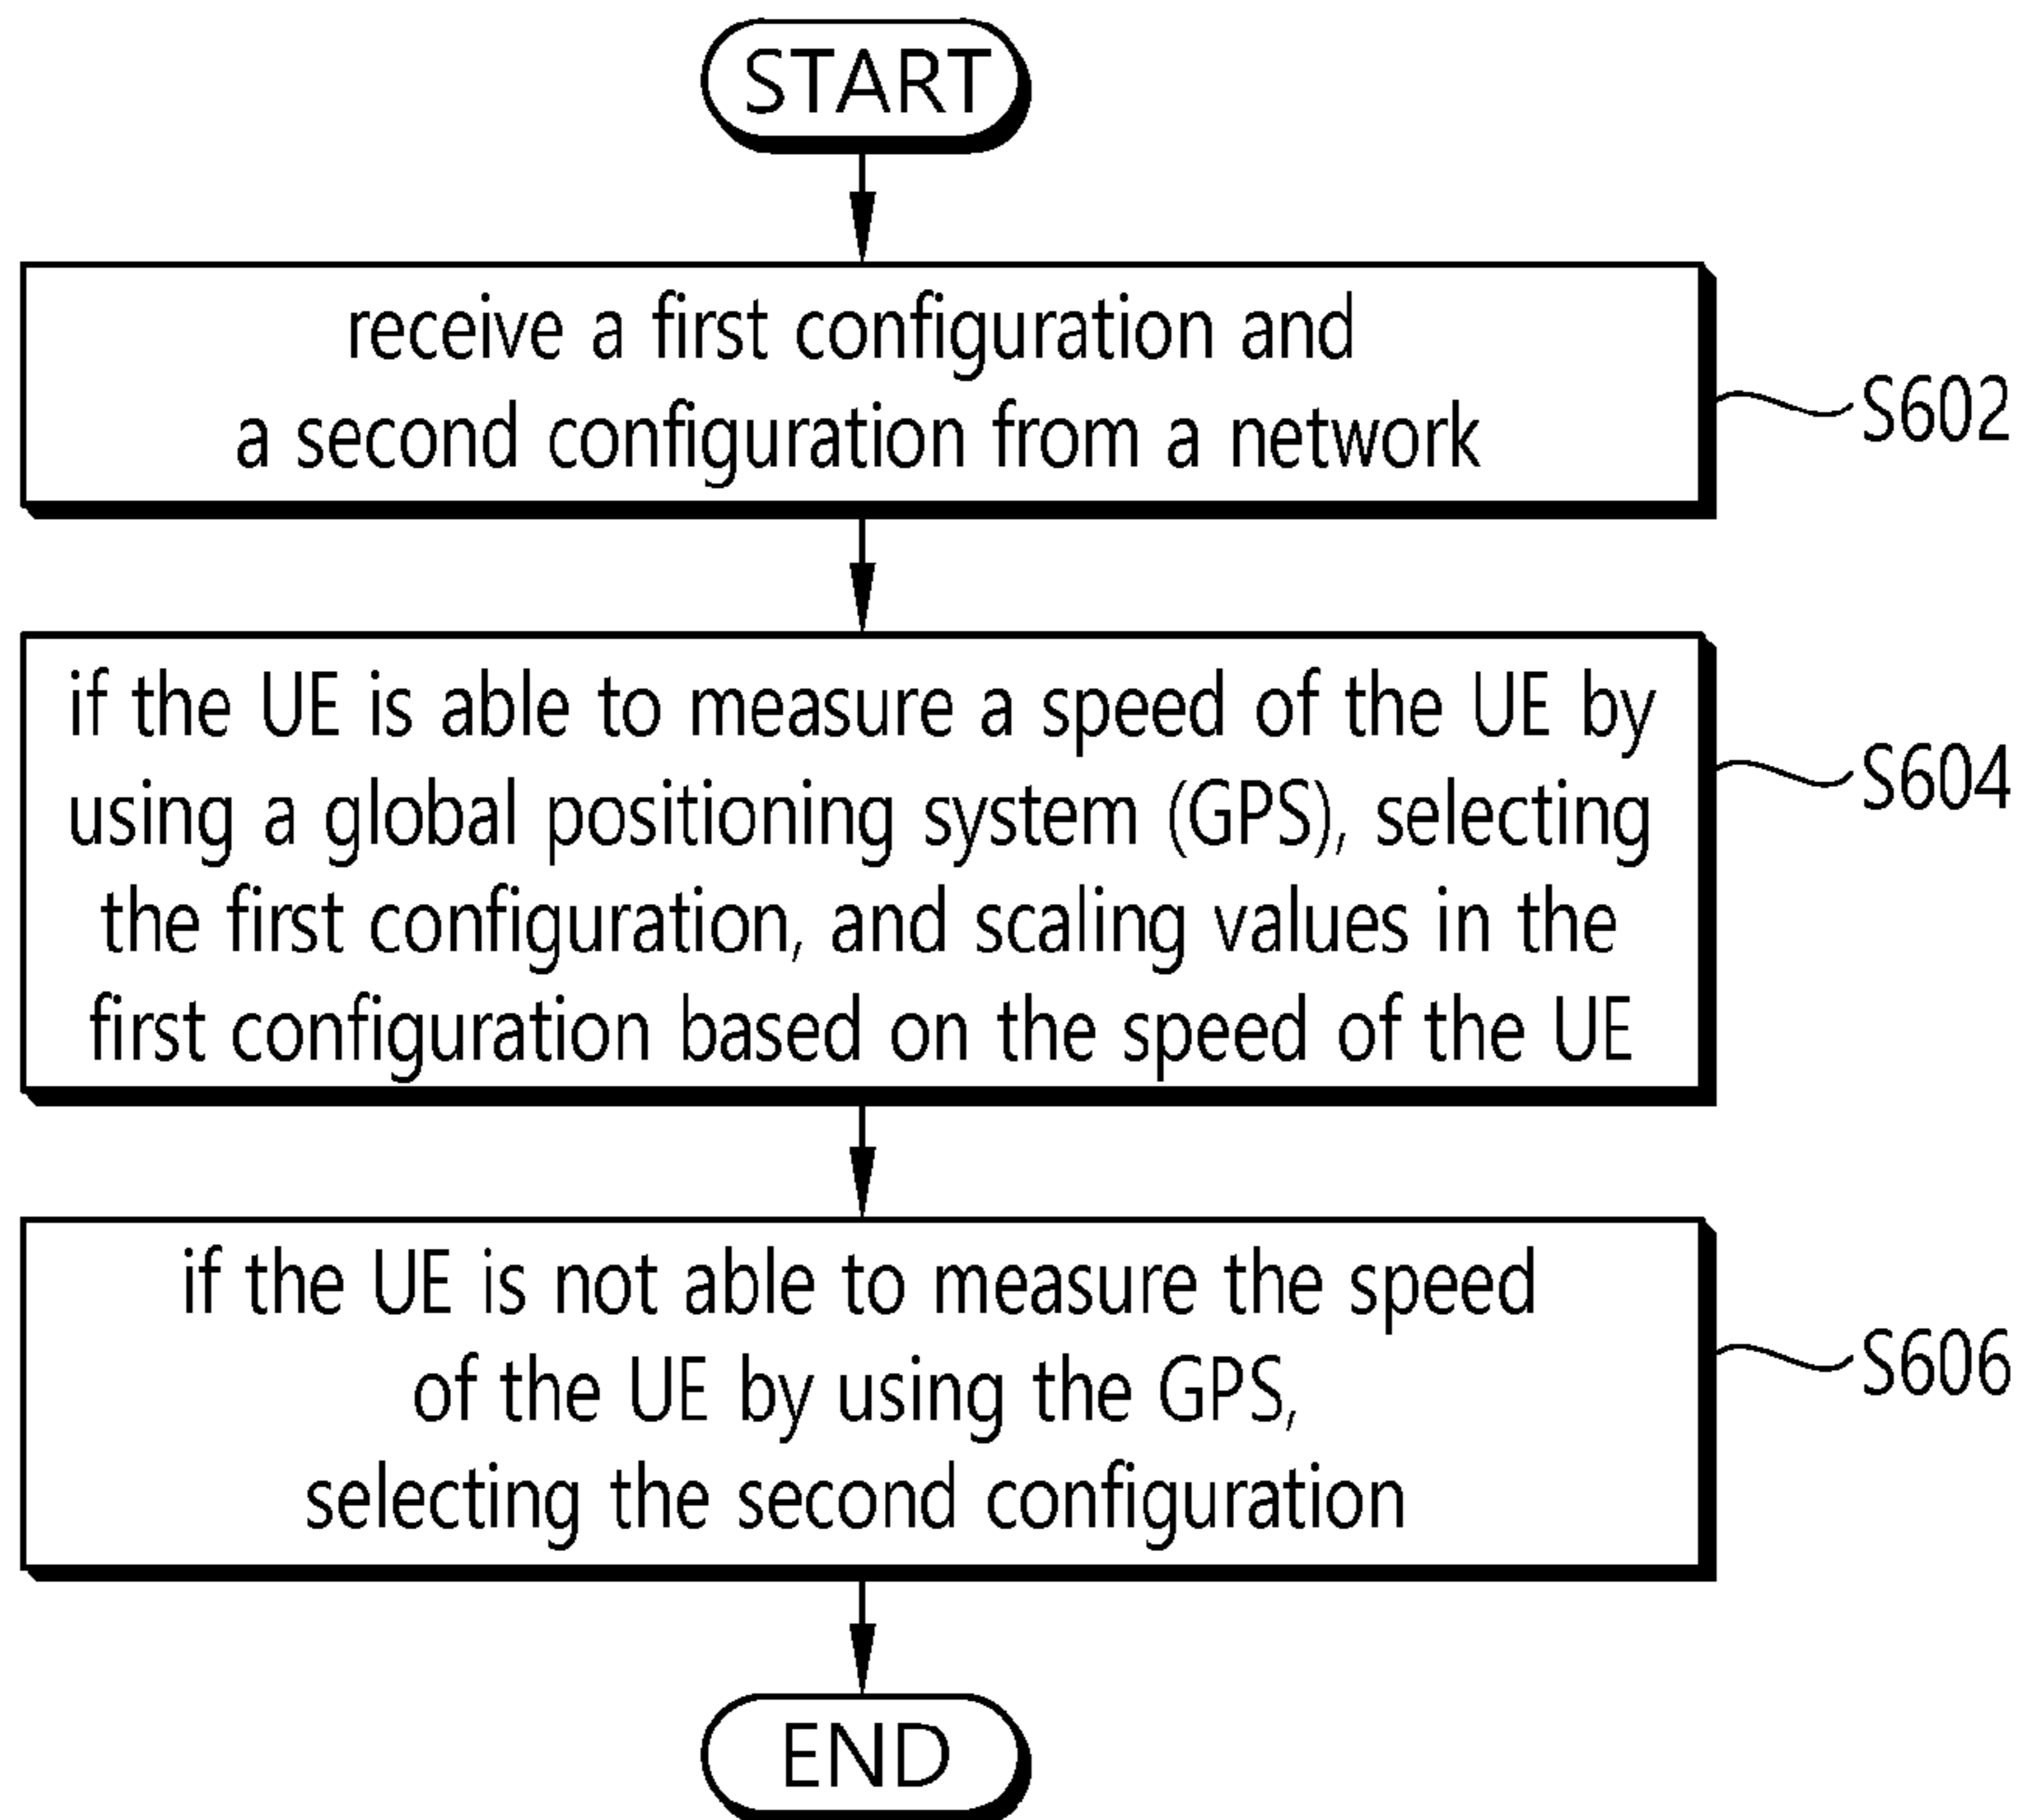 START
receive a first configuration and
a second configuration from a network
S602
if the UE is able to measure a speed of the UE by
using a global positioning system (GPS), selecting
the first configuration, and scaling values in the
first configuration based on the speed of the UE
S604
if the UE is not able to measure the speed
of the UE by using the GPS,
selecting the second configuration
S606
END